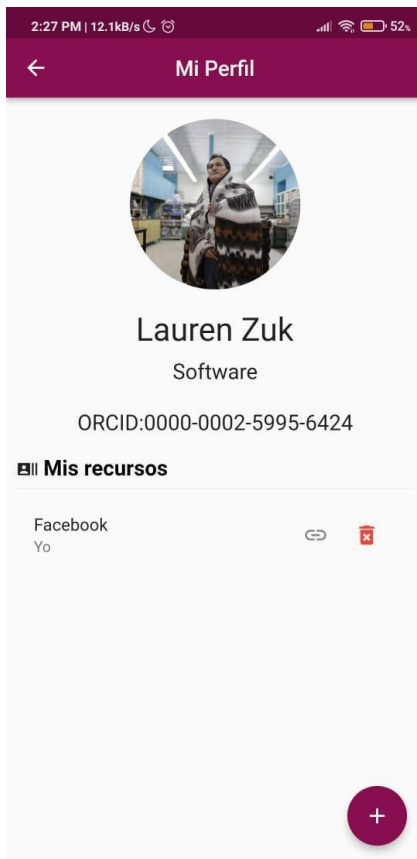 2:27 PM | 12.1kB/s 52%
Mi Perfil
Lauren Zuk
Software
ORCID:0000-0002-5995-6424
Mis recursos
Facebook
Yo